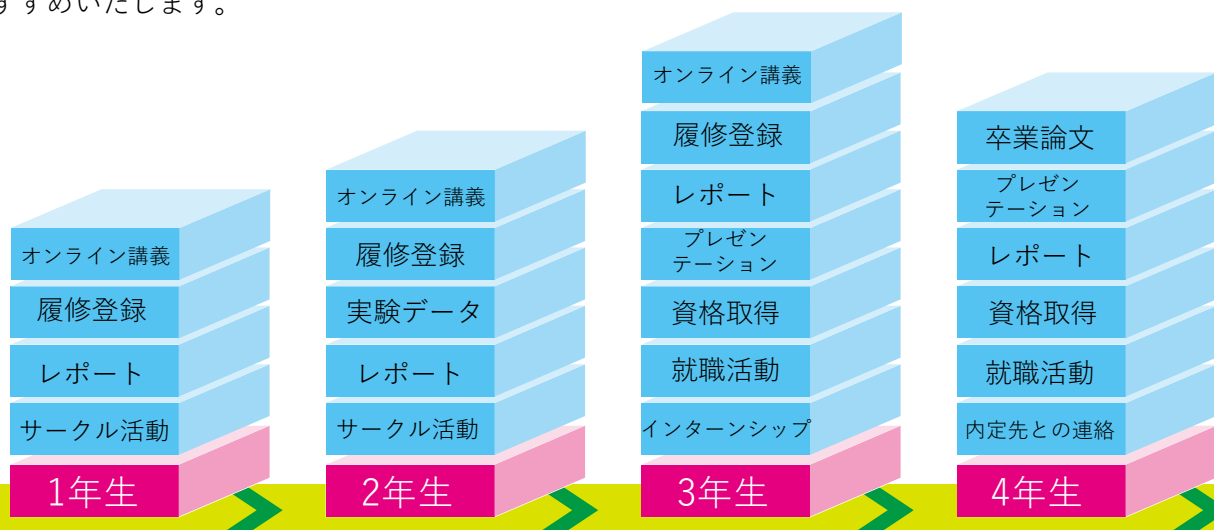 すすめいたします。
オンライン講義
履修登録
レポート
サークル活動
1年生
オンライン講義
履修登録
実験データ
レポート
サークル活動
2年生
オンライン講義
履修登録
レポート
プレゼン
テーション
資格取得
就職活動
インターンシップ
3年生
卒業論文
プレゼン
テーション
レポート
資格取得
就職活動
内定先との連絡
4年生